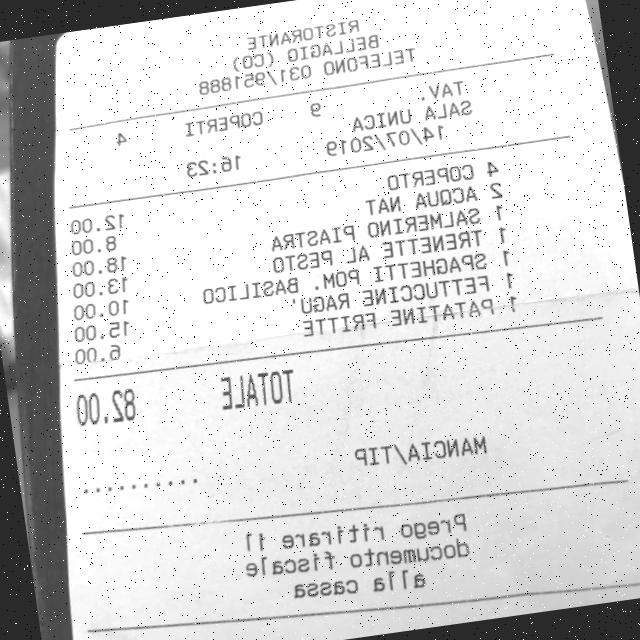 RISTORANTE
BELLAGIO (CO)
TELEFONO 031/951888
TAV. 9 COPERTI 4
SALA UNICA
14/07/2019 16:23
4 COPERTO 12.00
2 ACQUA NAT 8.00
1 SALMERINO PIASTRA 18.00
1 TRENETTE AL PESTO 13.00
1 SPAGHETTI POM. BASILICO 10.00
1 FETTUCCINE RAGU' 15.00
1 PATATINE FRITTE 6.00
TOTALE 82.00
MANCIA/TIP ..........
Prego ritirare il
documento fiscale
alla cassa